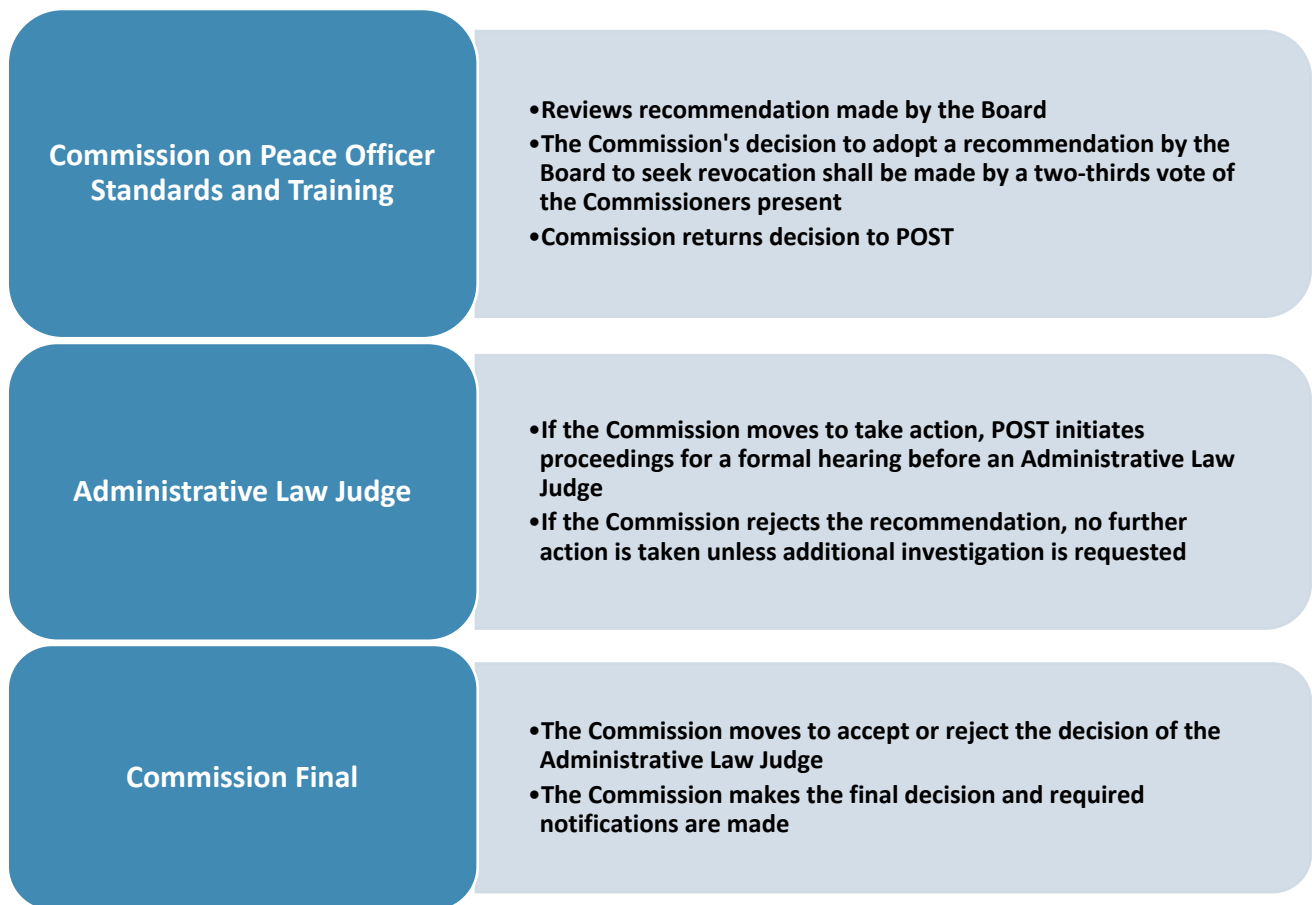 Commission on Peace Officer
Standards and Training
•Reviews recommendation made by the Board
•The Commission's decision to adopt a recommendation by the
Board to seek revocation shall be made by a two-thirds vote of
the Commissioners present
•Commission returns decision to POST
Administrative Law Judge
•If the Commission moves to take action, POST initiates
proceedings for a formal hearing before an Administrative Law
Judge
•If the Commission rejects the recommendation, no further
action is taken unless additional investigation is requested
Commission Final
•The Commission moves to accept or reject the decision of the
Administrative Law Judge
•The Commission makes the final decision and required
notifications are made